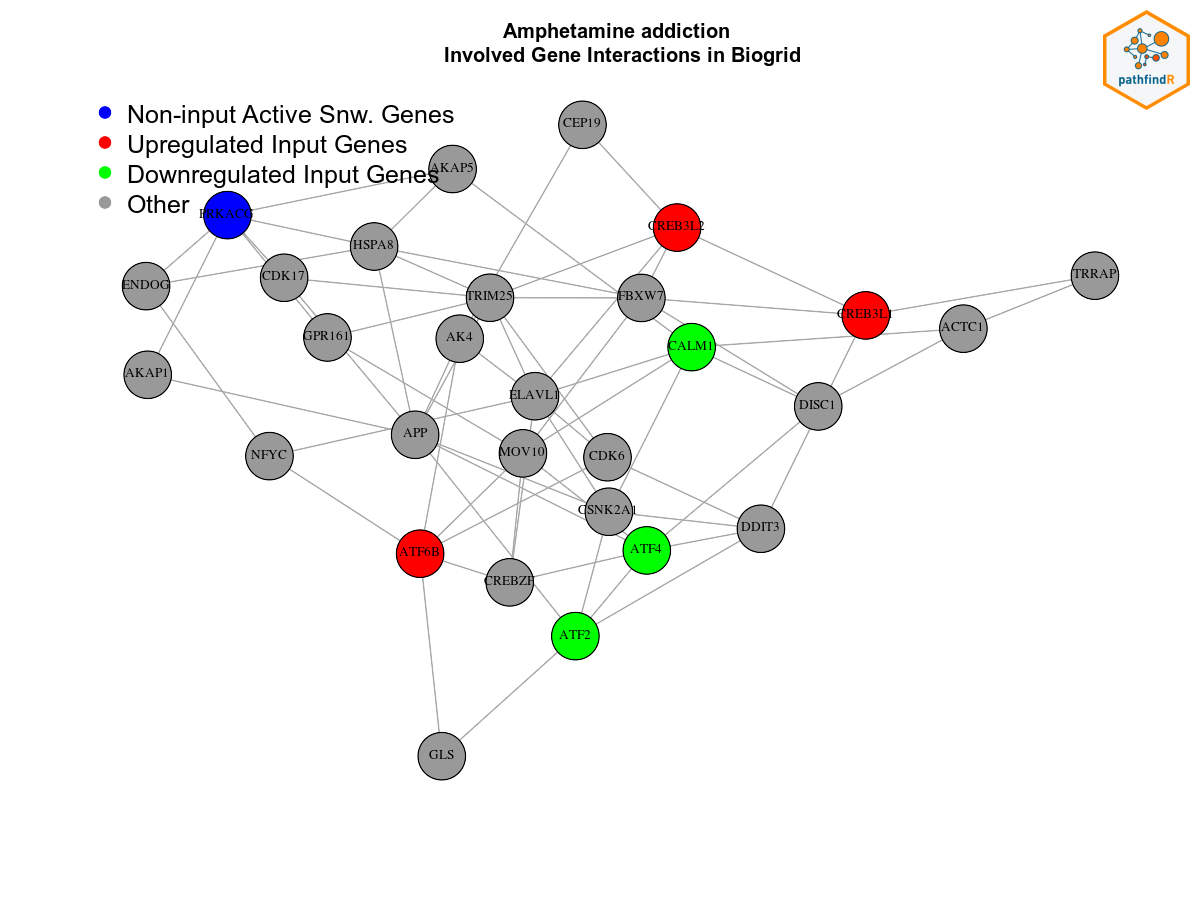 Amphetamine addiction
Involved Gene Interactions in Biogrid
pathfindR
Non-input Active Snw. Genes
Upregulated Input Genes
Downregulated Input Genes
Other
CEP19
AKAP5
PRKACG
CREB3L2
HSPA8
ENDOG
CDK17
TRRAP
TRIM25
FBXW7
CREB3L1
ACTC1
GPR161
AK4
CALM1
AKAP1
ELAVL1
DISC1
APP
NFYC
MOV10
CDK6
CSNK2A1
DDIT3
ATF6B
ATF4
CREBZF
ATF2
GLS